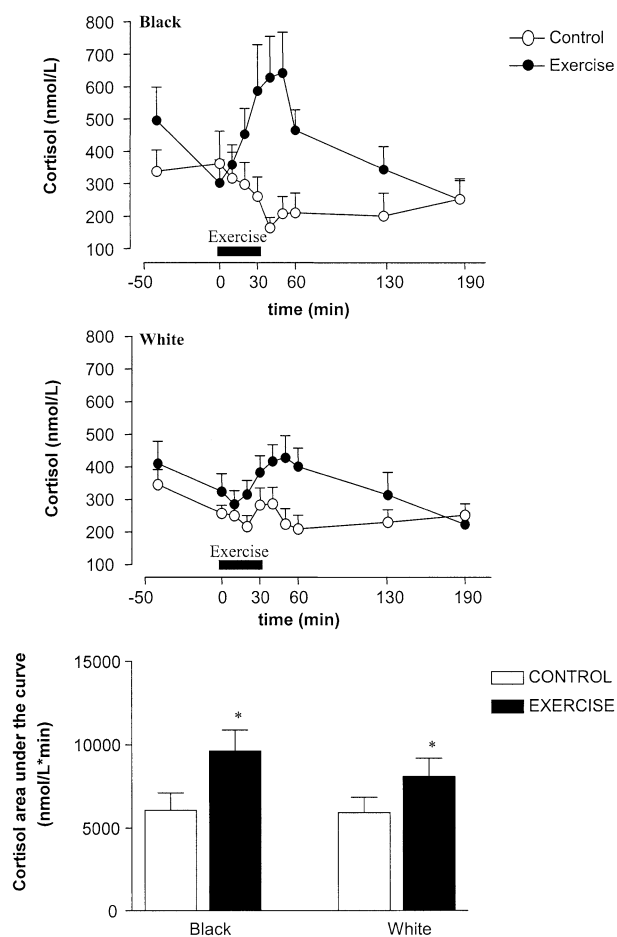 Black
Control
Exercise
Cortisol (nmol/L)
800
700
600
500
400
300
200
100
Exercise
-50 0 30 60 130 190
time (min)
White
Cortisol (nmol/L)
800
700
600
500
400
300
200
100
Exercise
-50 0 30 60 130 190
time (min)
Cortisol area under the curve
(nmol/L*min)
15000
10000
5000
0
CONTROL
EXERCISE
*
*
Black White